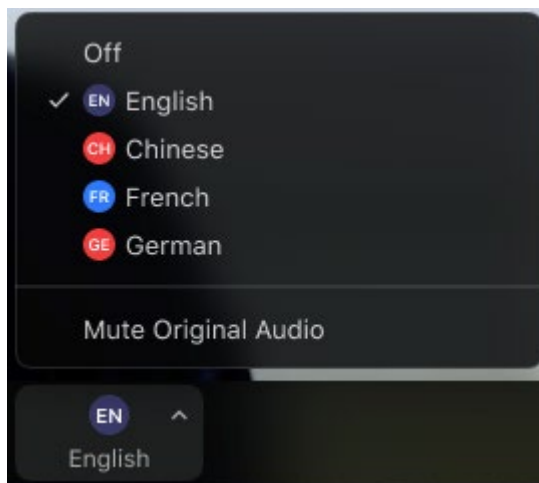 Off
EN English
CH Chinese
FR French
GE German
Mute Original Audio
EN
English